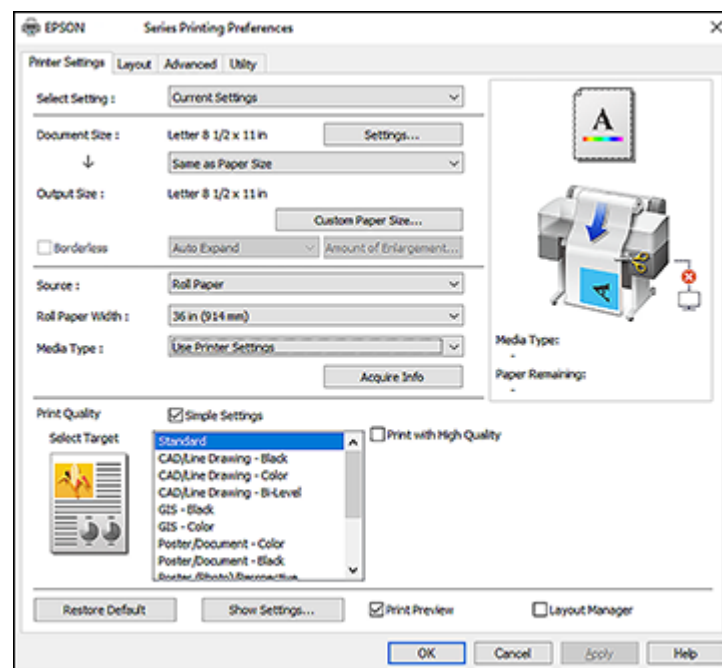 EPSON Series Printing Preferences
Printer Settings Layout Advanced Utility
Select Setting : Current Settings
Document Size : Letter 8 1/2 x 11 in Settings...
Same as Paper Size
Output Size : Letter 8 1/2 x 11 in
Custom Paper Size...
Borderless Auto Expand Amount of Enlargement...
Source : Roll Paper
Roll Paper Width : 36 in (914 mm)
Media Type : Use Printer Settings
Acquire Info
A
A
Media Type:
-
Paper Remaining:
-
Print Quality Simple Settings
Select Target
Standard
CAD/Line Drawing - Black
CAD/Line Drawing - Color
CAD/Line Drawing - Bi-Level
GIS - Black
GIS - Color
Poster/Document - Color
Poster/Document - Black
Poster (Photo)/Perspective
Print with High Quality
Restore Default Show Settings... Print Preview Layout Manager
OK Cancel Apply Help